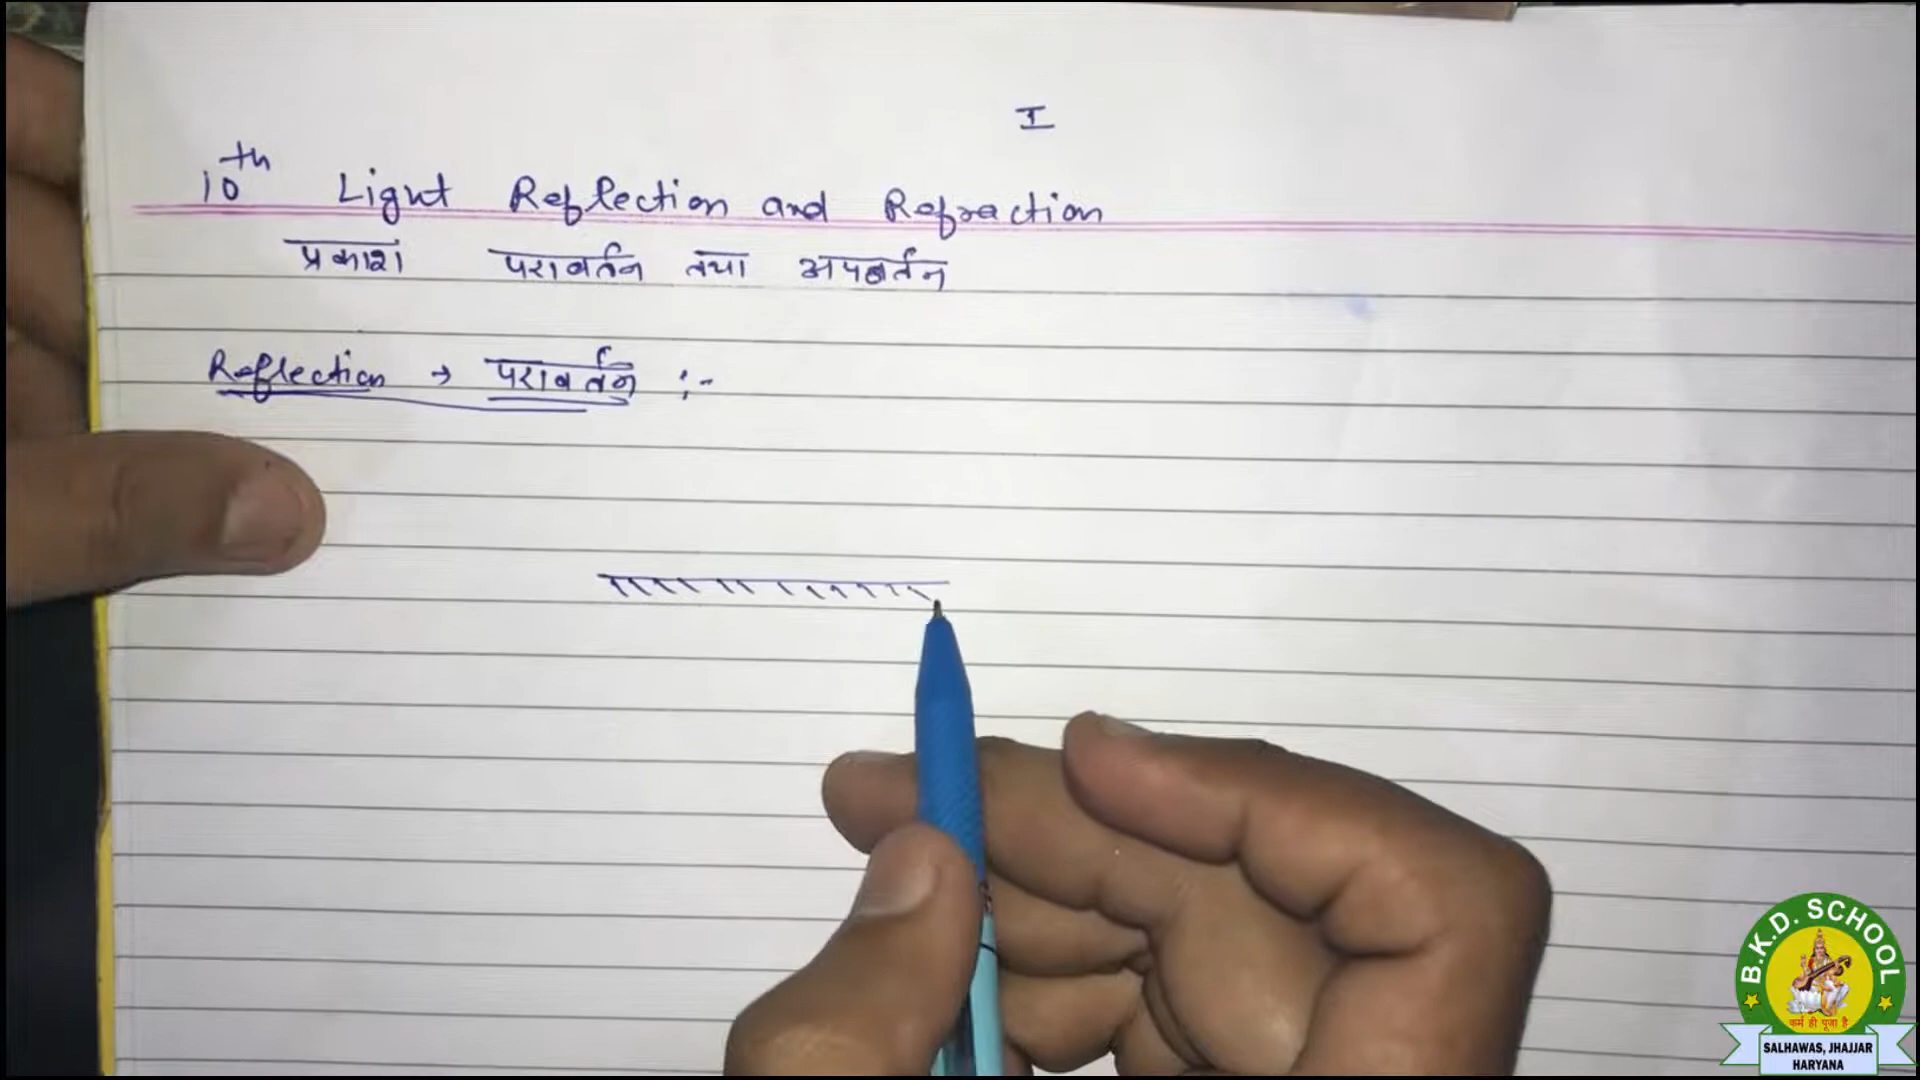 I
10th Light Reflection and Refraction
प्रकाश परावर्तन तथा अपवर्तन
Reflection → परावर्तन :-
B.K.D. SCHOOL
कर्म ही पूजा है
SALHAWAS, JHAJJAR
HARYANA